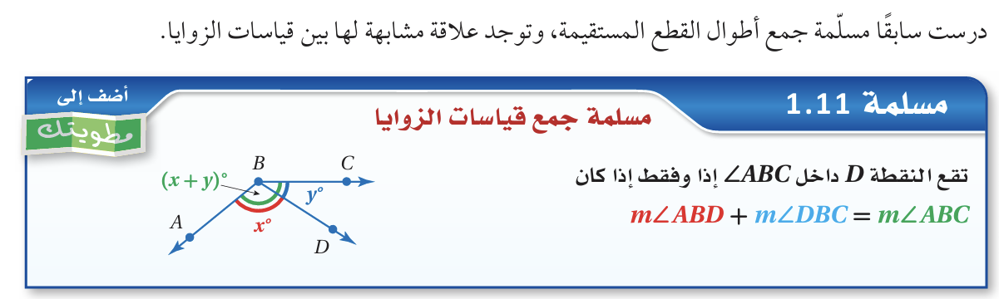 درست سابقًا مسلّمة جمع أطوال القطع المستقيمة، وتوجد علاقة مشابهة لها بين قياسات الزوايا.
مسلمة 1.11
مسلمة جمع قياسات الزوايا
أضف إلى
مطويتك
تقع النقطة D داخل ∠ABC إذا وفقط إذا كان
m∠ABD + m∠DBC = m∠ABC
B
C
(x + y)°
y°
A
x°
D